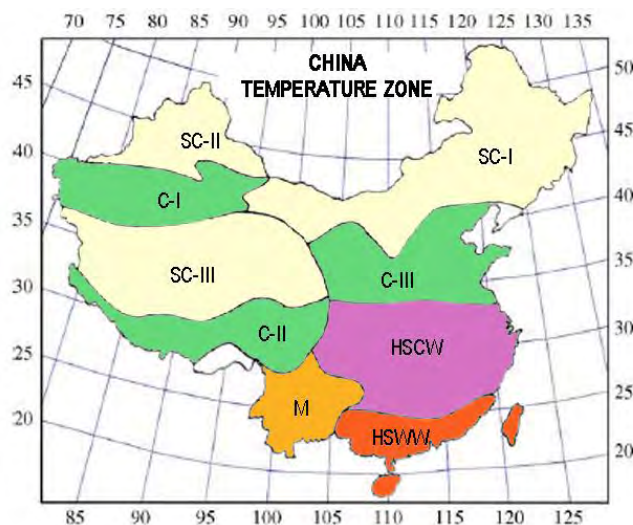 70 75 80 85 90 95 100 105 110 115 120 125 130 135
CHINA
TEMPERATURE ZONE
45
50
SC-II
45
40
SC-I
C-I
40
35
SC-III
C-III
35
30
C-II
HSCW
30
25
M
25
20
HSWW
20
85 80 85 90 95 100 105 110 115 120 125